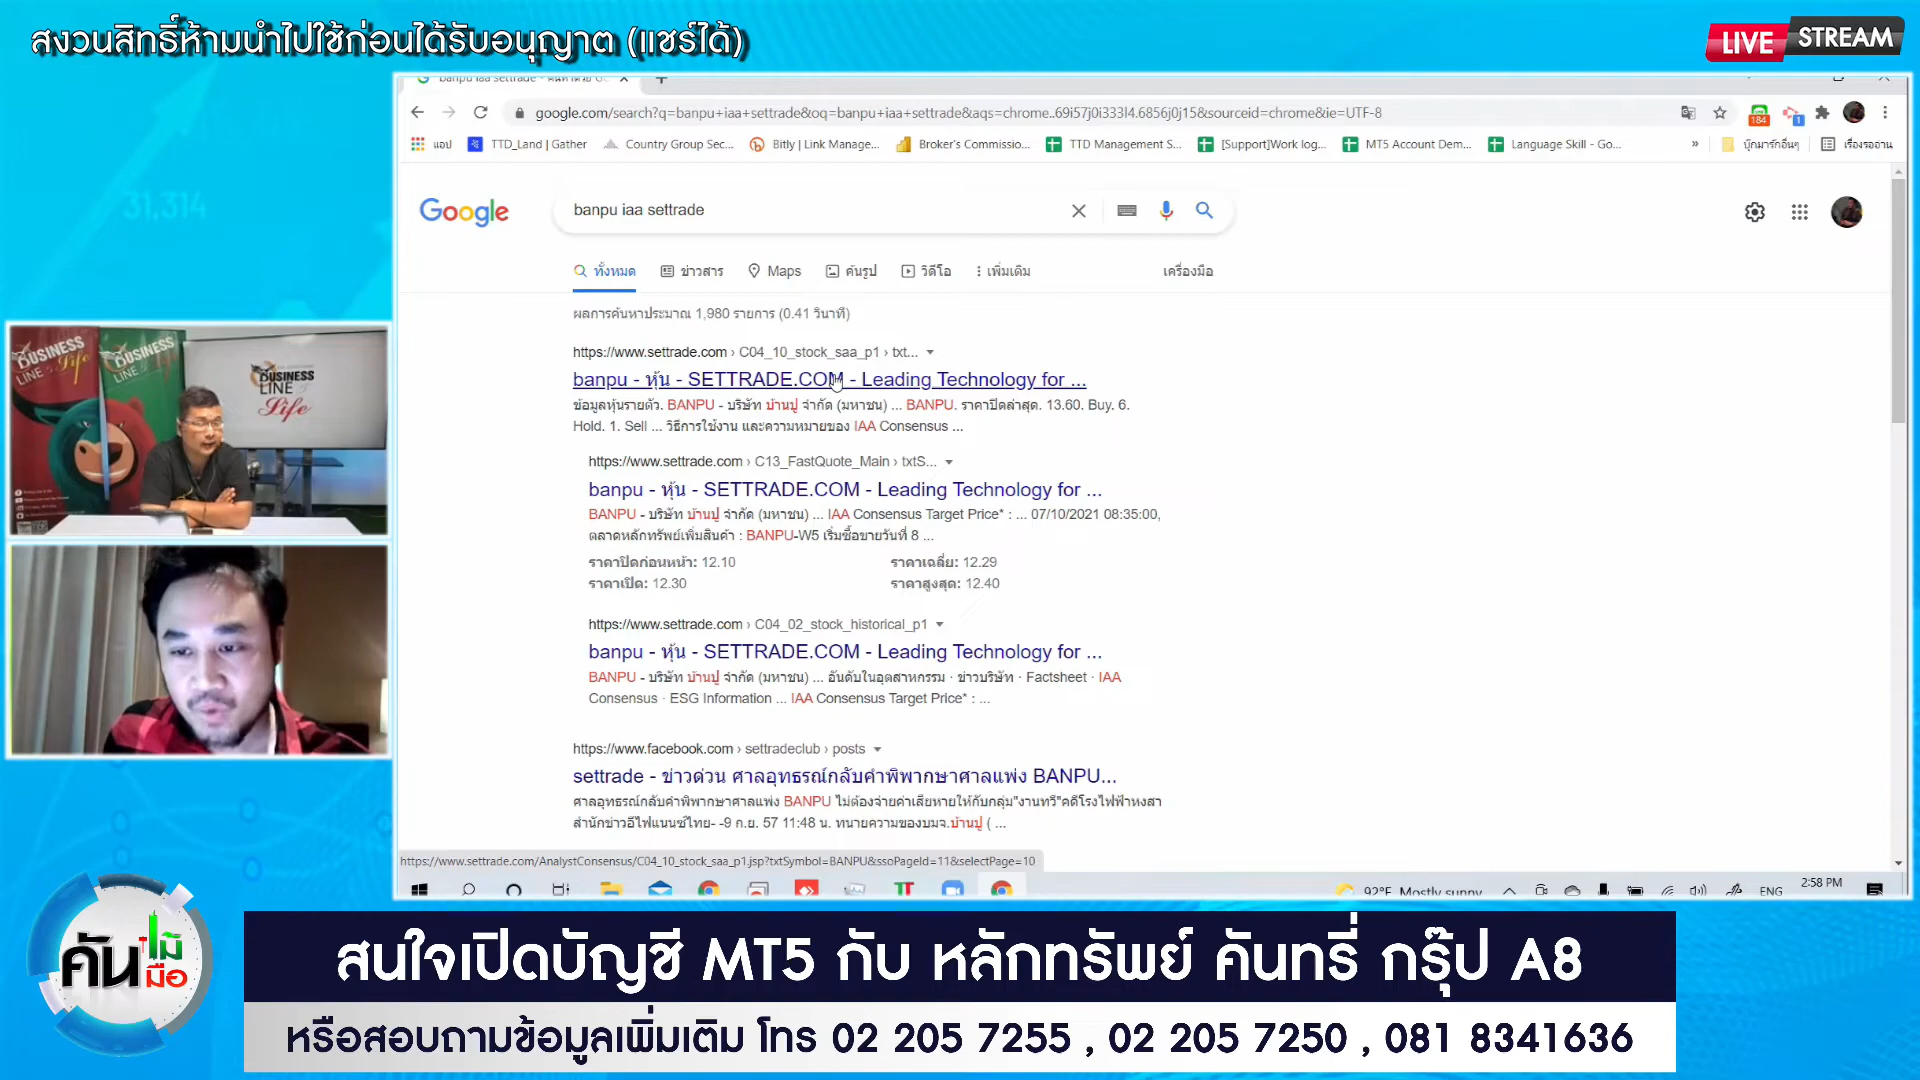 สงวนสิทธิ์ห้ามนำไปใช้ก่อนได้รับอนุญาต (แชร์ได้)
LIVE STREAM
google.com/search?q=banpu+iaa+settrade&oq=banpu+iaa+settrade&aqs=chrome..69i57j0i333l4.6856j0j15&sourceid=chrome&ie=UTF-8
184
1
แอป
TTD_Land | Gather
Country Group Sec...
Bitly | Link Manage...
Broker's Commissio...
TTD Management S...
[Support]Work log...
MT5 Account Dem...
Language Skill - Go...
»
บุ๊กมาร์กอื่นๆ
เรื่องรออ่าน
Google
banpu iaa settrade
ทั้งหมด
ข่าวสาร
Maps
ค้นรูป
วิดีโอ
เพิ่มเติม
เครื่องมือ
ผลการค้นหาประมาณ 1,980 รายการ (0.41 วินาที)
https://www.settrade.com › C04_10_stock_saa_p1 › txt...
banpu - หุ้น - SETTRADE.COM - Leading Technology for ...
ข้อมูลหุ้นรายตัว. BANPU - บริษัท บ้านปู จำกัด (มหาชน) ... BANPU. ราคาปิดล่าสุด. 13.60. Buy. 6.
Hold. 1. Sell ... วิธีการใช้งาน และความหมายของ IAA Consensus ...
https://www.settrade.com › C13_FastQuote_Main › txtS...
banpu - หุ้น - SETTRADE.COM - Leading Technology for ...
BANPU - บริษัท บ้านปู จำกัด (มหาชน) ... IAA Consensus Target Price* : ... 07/10/2021 08:35:00,
ตลาดหลักทรัพย์เพิ่มสินค้า : BANPU-W5 เริ่มซื้อขายวันที่ 8 ...
ราคาปิดก่อนหน้า: 12.10
ราคาเฉลี่ย: 12.29
ราคาเปิด: 12.30
ราคาสูงสุด: 12.40
https://www.settrade.com › C04_02_stock_historical_p1
banpu - หุ้น - SETTRADE.COM - Leading Technology for ...
BANPU - บริษัท บ้านปู จำกัด (มหาชน) ... อันดับในอุตสาหกรรม · ข่าวบริษัท · Factsheet · IAA
Consensus · ESG Information ... IAA Consensus Target Price* : ...
https://www.facebook.com › settradeclub › posts
settrade - ข่าวด่วน ศาลอุทธรณ์กลับคำพิพากษาศาลแพ่ง BANPU...
ศาลอุทธรณ์กลับคำพิพากษาศาลแพ่ง BANPU ไม่ต้องจ่ายค่าเสียหายให้กับกลุ่ม"งานทวี"คดีโรงไฟฟ้าหงสา
สำนักข่าวอีไฟแนนซ์ไทย- -9 ก.ย. 57 11:48 น. ทนายความของบมจ.บ้านปู ( ...
https://www.settrade.com/AnalystConsensus/C04_10_stock_saa_p1.jsp?txtSymbol=BANPU&ssoPageId=11&selectPage=10
92°F Mostly sunny
ENG
2:58 PM
31,314
BUSINESS LINE & Life
BUSINESS LINE & Life
BUSINESS LINE & Life
คันไม้มือ
สนใจเปิดบัญชี MT5 กับ หลักทรัพย์ คันทรี่ กรุ๊ป A8
หรือสอบถามข้อมูลเพิ่มเติม โทร 02 205 7255 , 02 205 7250 , 081 8341636